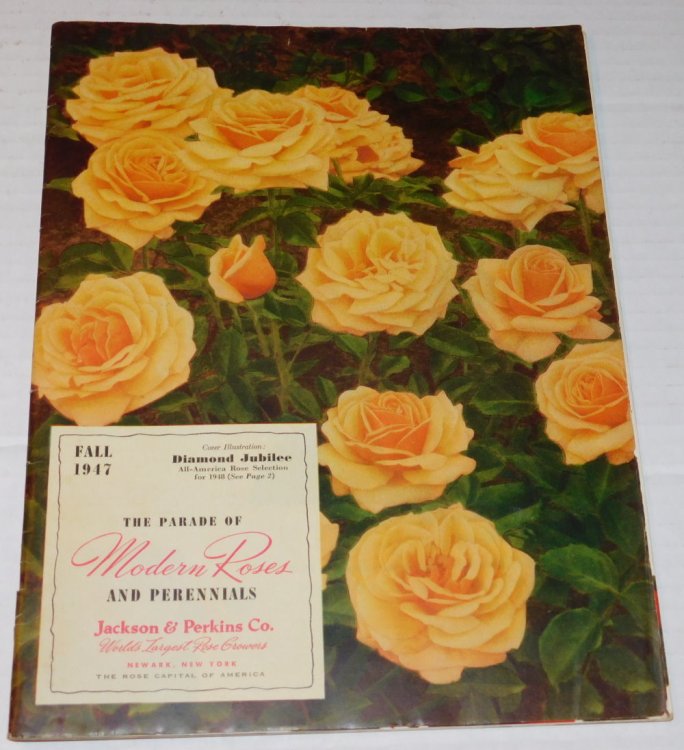 FALL
1947
Cover Illustration:
Diamond Jubilee
All-America Rose Selection
for 1948 (See Page 2)
THE PARADE OF
Modern Roses
AND PERENNIALS
Jackson & Perkins Co.
World's Largest Rose Growers
NEWARK, NEW YORK
THE ROSE CAPITAL OF AMERICA